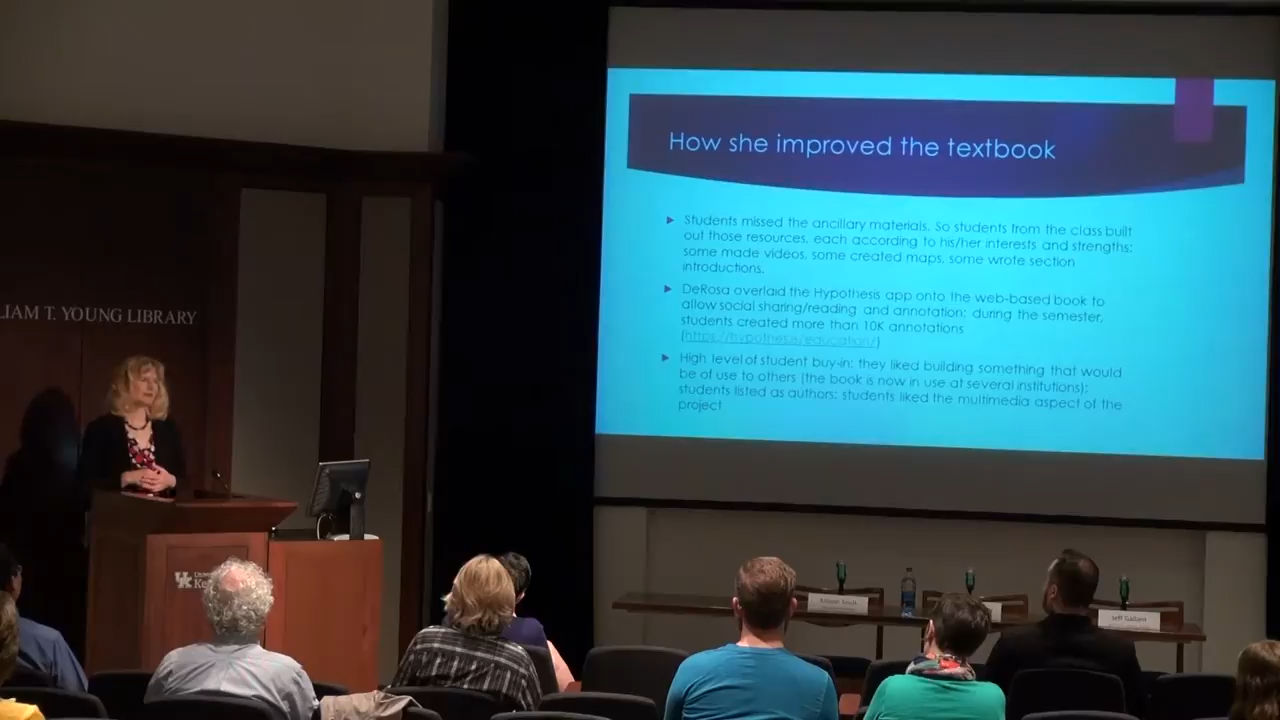 How she improved the textbook
Students missed the ancillary materials. So students from the class built
out those resources, each according to his/her interests and strengths:
some made videos, some created maps, some wrote section
introductions.
DeRosa overlaid the Hypothesis app onto the web-based book to
allow social sharing/reading and annotation: during the semester,
students created more than 10K annotations
(https://hypothes.is/education/)
High level of student buy-in: they liked building something that would
be of use to others (the book is now in use at several institutions);
students listed as authors; students liked the multimedia aspect of the
project
LIAM T. YOUNG LIBRARY
UK
Jeff Gallant